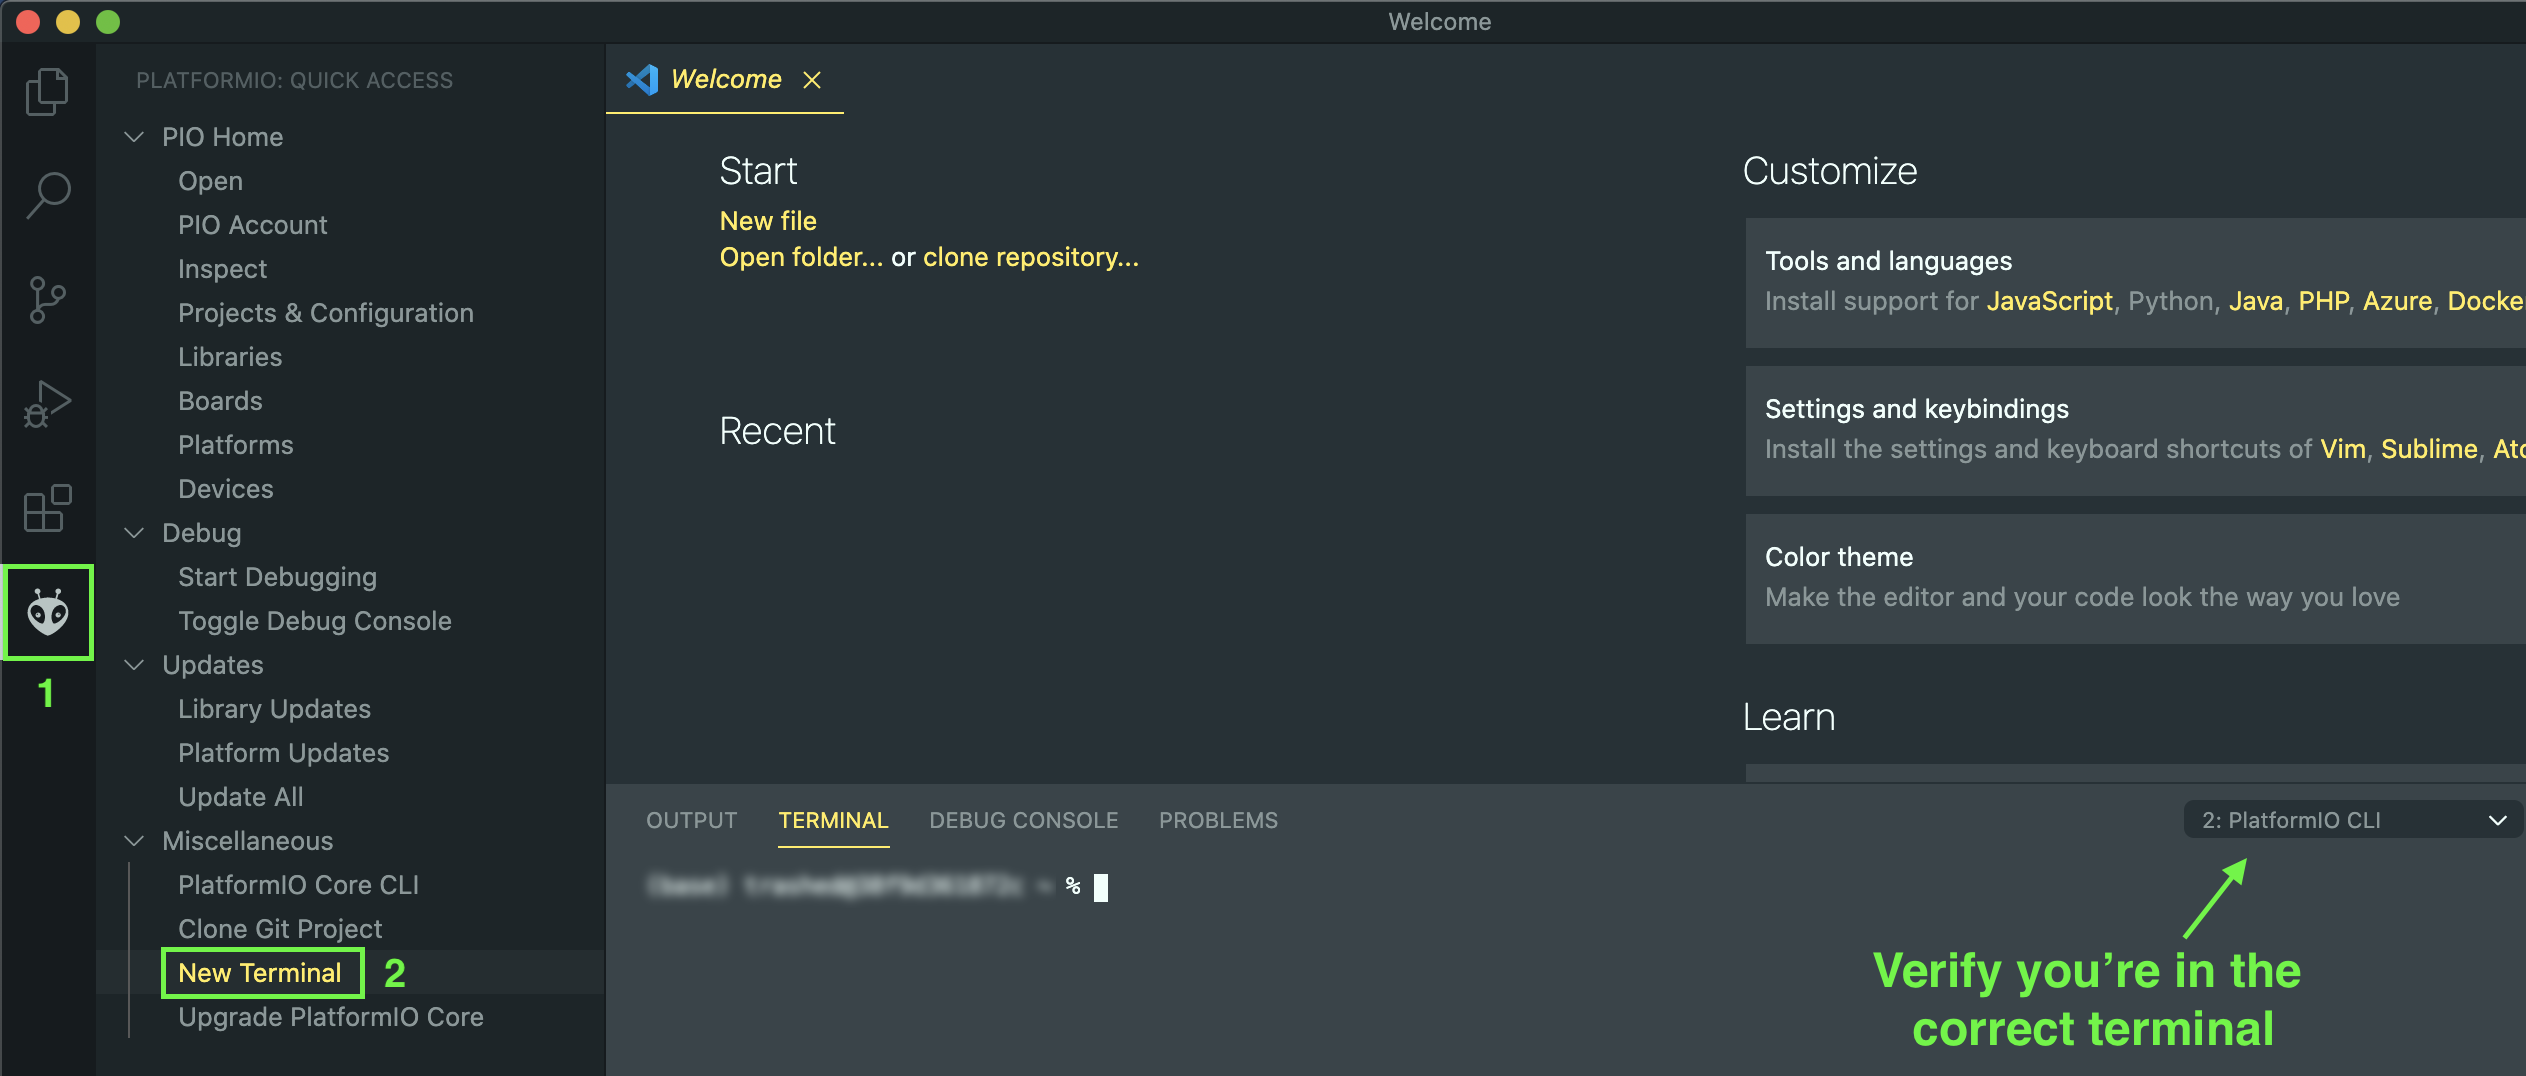 Welcome
PLATFORMIO: QUICK ACCESS
PIO Home
Open
PIO Account
Inspect
Projects & Configuration
Libraries
Boards
Platforms
Devices
Debug
Start Debugging
Toggle Debug Console
Updates
Library Updates
Platform Updates
Update All
Miscellaneous
PlatformIO Core CLI
Clone Git Project
New Terminal
Upgrade PlatformIO Core
1
2
Welcome
Start
New file
Open folder... or clone repository...
Recent
Customize
Tools and languages
Install support for JavaScript, Python, Java, PHP, Azure, Docke
Settings and keybindings
Install the settings and keyboard shortcuts of Vim, Sublime, Ato
Color theme
Make the editor and your code look the way you love
Learn
OUTPUT TERMINAL DEBUG CONSOLE PROBLEMS
2: PlatformIO CLI
%
Verify you’re in the
correct terminal